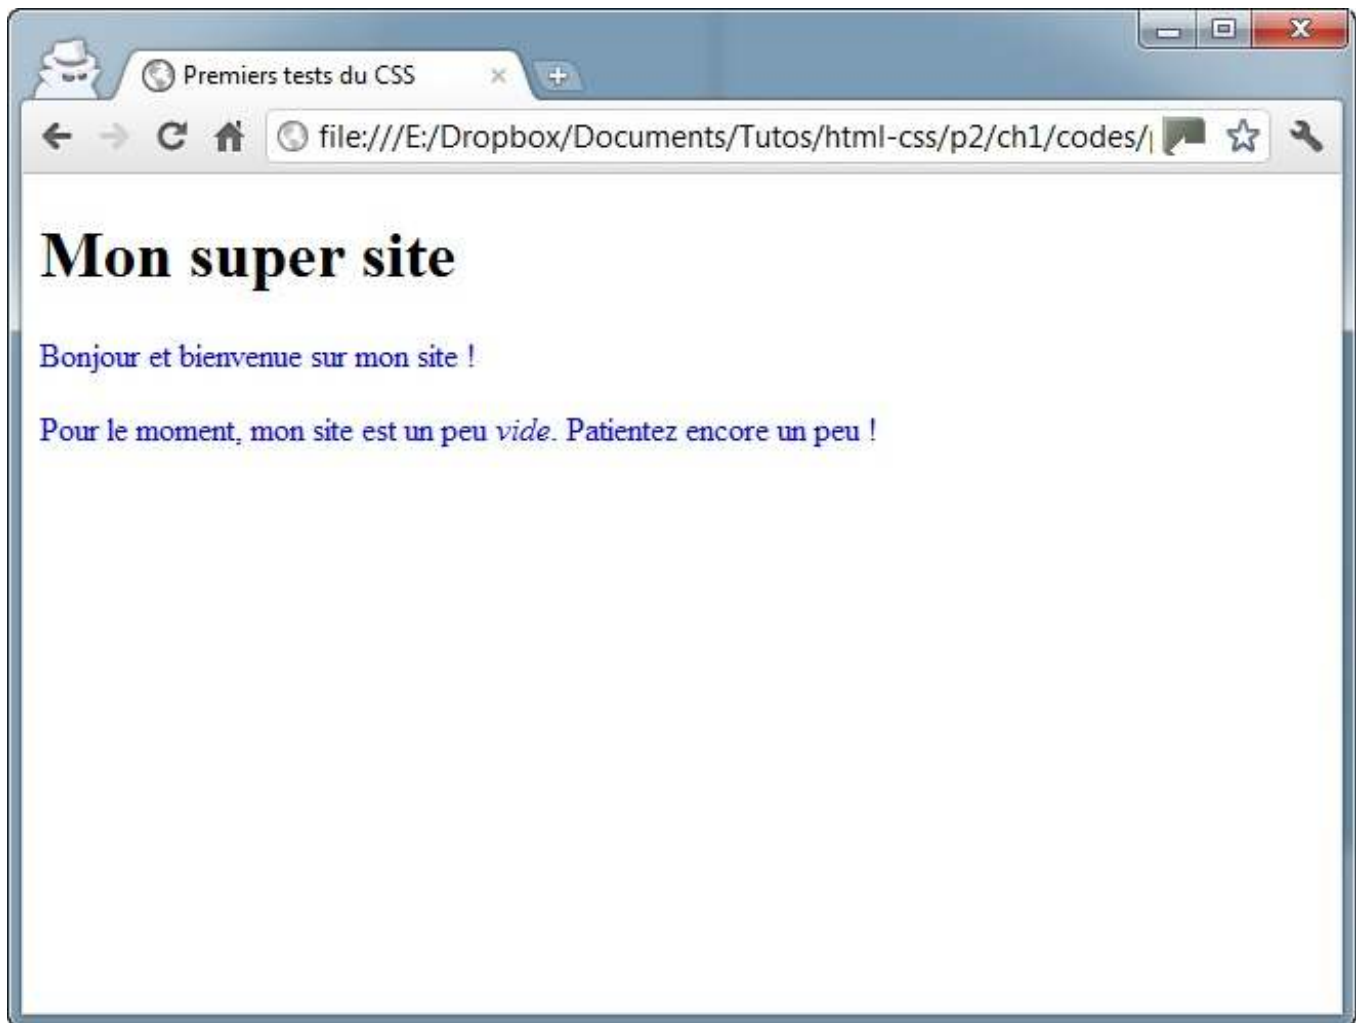 Premiers tests du CSS
file:///E:/Dropbox/Documents/Tutos/html-css/p2/ch1/codes/
Mon super site
Bonjour et bienvenue sur mon site !
Pour le moment, mon site est un peu vide. Patientez encore un peu !